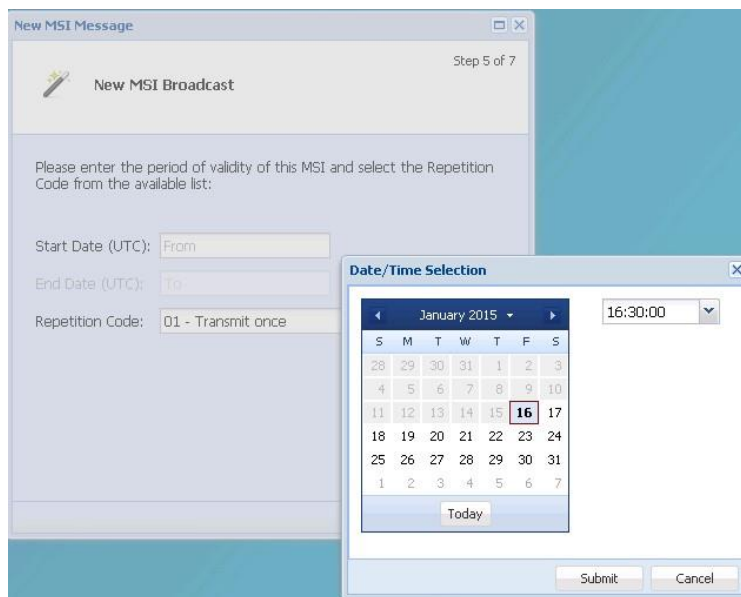 New MSI Message
Step 5 of 7
New MSI Broadcast
Please enter the period of validity of this MSI and select the Repetition
Code from the available list:
Start Date (UTC): From
End Date (UTC): To
Repetition Code: 01 - Transmit once
Date/Time Selection
January 2015 16:30:00
S M T W T F S
28 29 30 31 1 2 3
4 5 6 7 8 9 10
11 12 13 14 15 16 17
18 19 20 21 22 23 24
25 26 27 28 29 30 31
1 2 3 4 5 6 7
Today
Submit Cancel